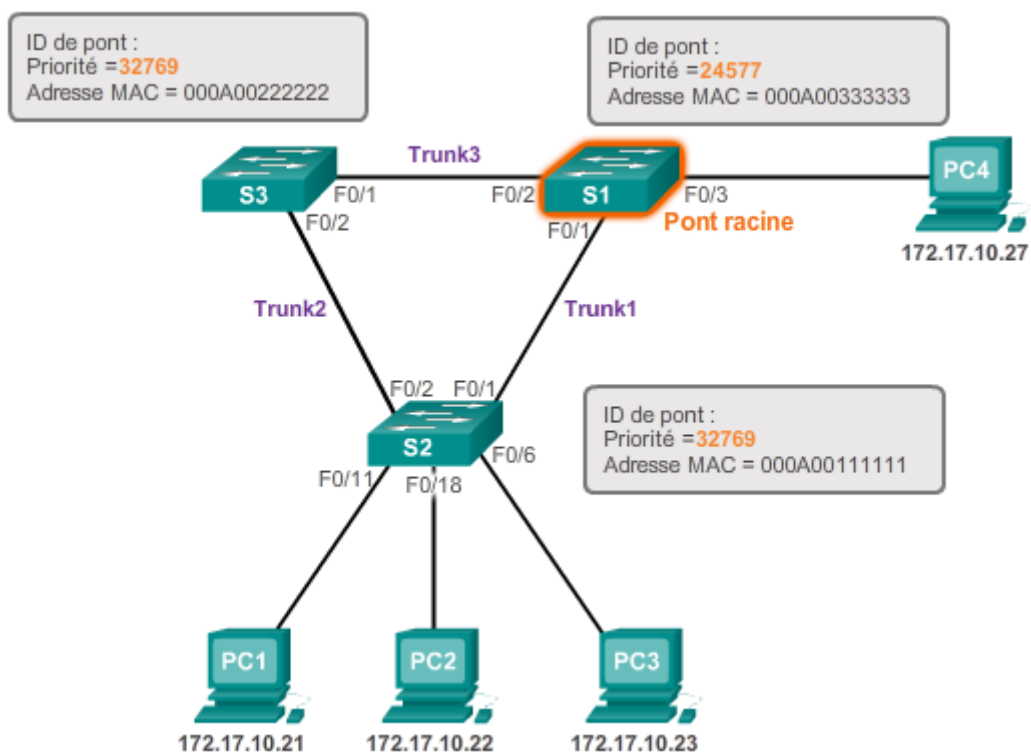 ID de pont :
Priorité =32769
Adresse MAC = 000A00222222
ID de pont :
Priorité =24577
Adresse MAC = 000A00333333
Trunk3
S3
F0/1
F0/2
S1
F0/3
PC4
F0/2
F0/1
Pont racine
172.17.10.27
Trunk2
Trunk1
F0/2
F0/1
ID de pont :
Priorité =32769
Adresse MAC = 000A00111111
S2
F0/6
F0/11
F0/18
PC1
PC2
PC3
172.17.10.21
172.17.10.22
172.17.10.23